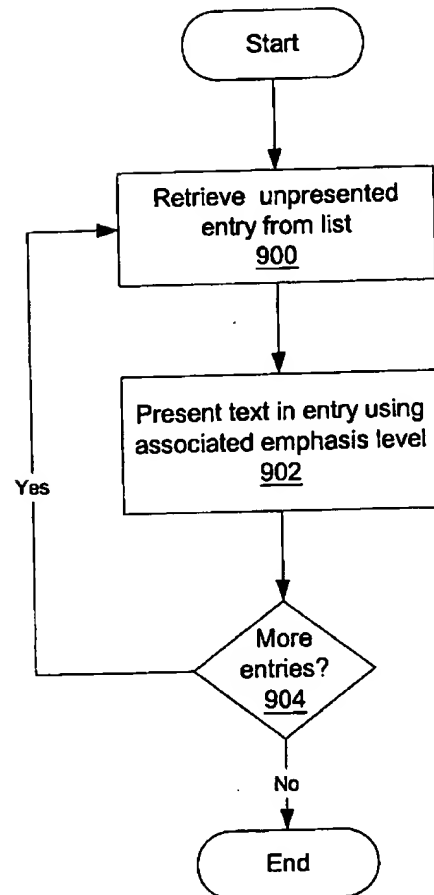 Start
Retrieve unpresented
entry from list
900
Present text in entry using
associated emphasis level
902
Yes
More
entries?
904
No
End